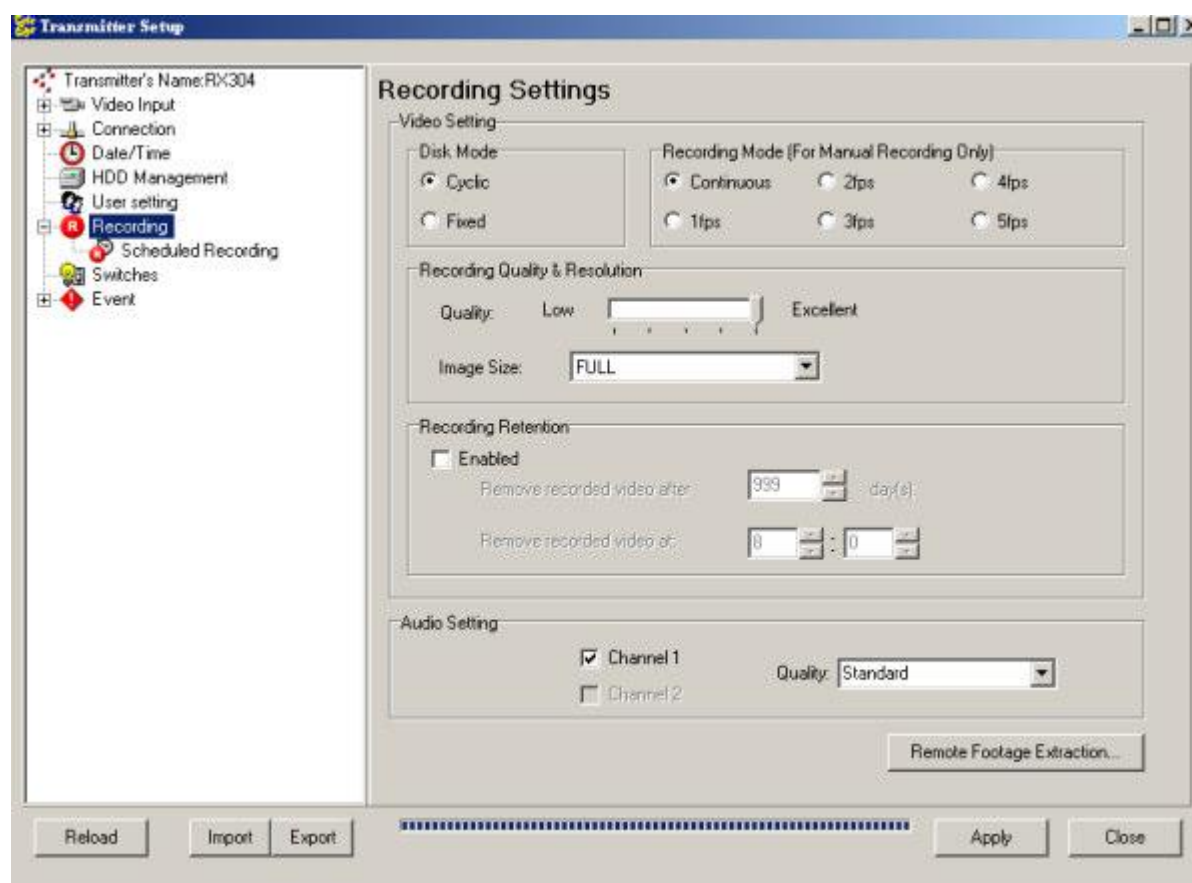 Transmitter Setup
Transmitter's Name:RX304
Video Input
Connection
Date/Time
HDD Management
User setting
R Recording
Scheduled Recording
Switches
Event
Recording Settings
Video Setting
Disk Mode
Cyclic
Fixed
Recording Mode (For Manual Recording Only)
Continuous 2fps 4fps
1fps 3fps 5fps
Recording Quality & Resolution
Quality: Low Excellent
Image Size: FULL
Recording Retention
Enabled
Remove recorded video after 999 day(s)
Remove recorded video at: 8 : 0
Audio Setting
Channel 1
Channel 2
Quality: Standard
Remote Footage Extraction...
Reload Import Export Apply Close